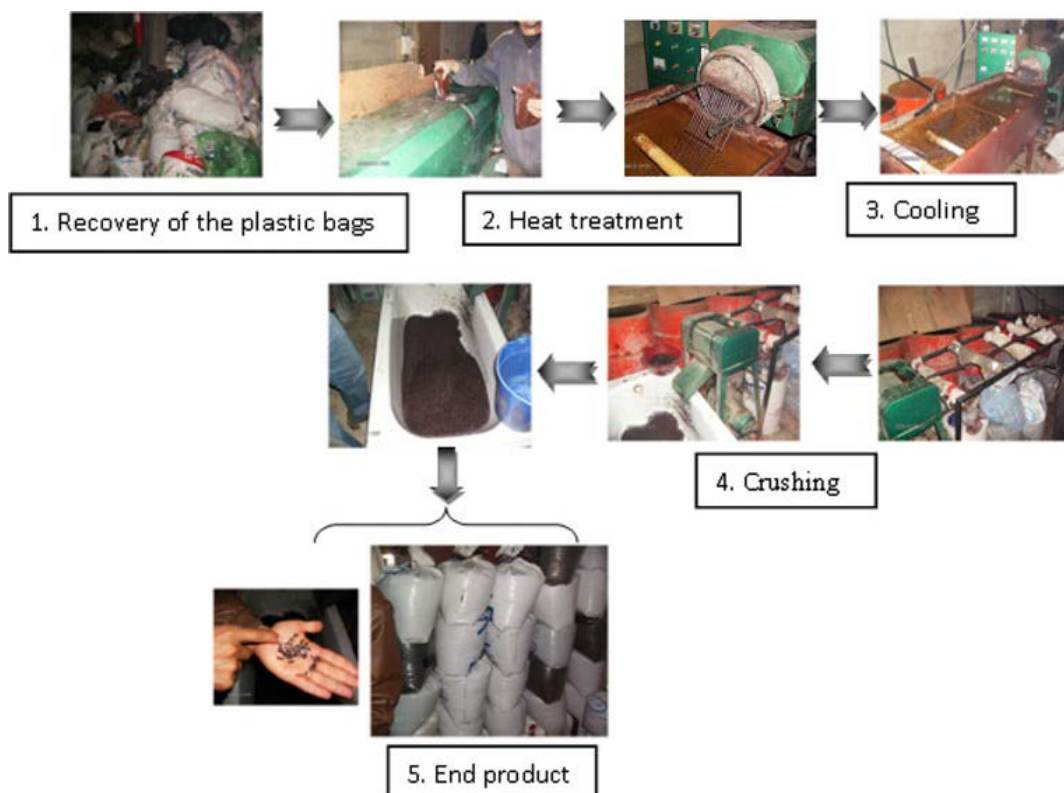 1. Recovery of the plastic bags
2. Heat treatment
3. Cooling
4. Crushing
5. End product